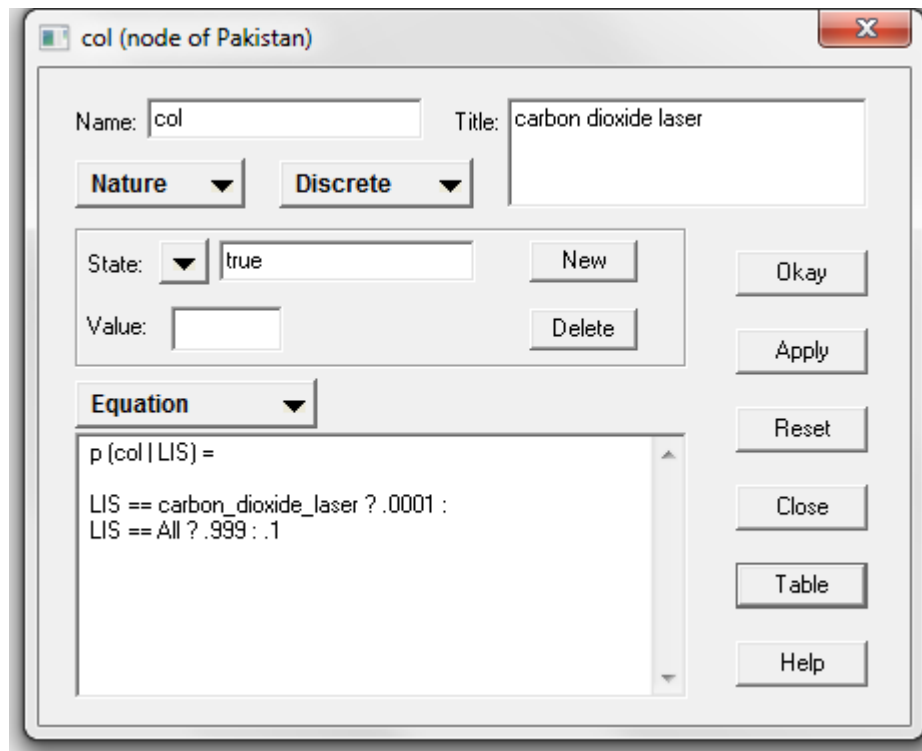 col (node of Pakistan)
Name: col
Title: carbon dioxide laser
Nature
Discrete
State: true
New
Value:
Delete
Equation
p (col | LIS) =
LIS == carbon_dioxide_laser ? .0001 :
LIS == All ? .999 : .1
Okay
Apply
Reset
Close
Table
Help